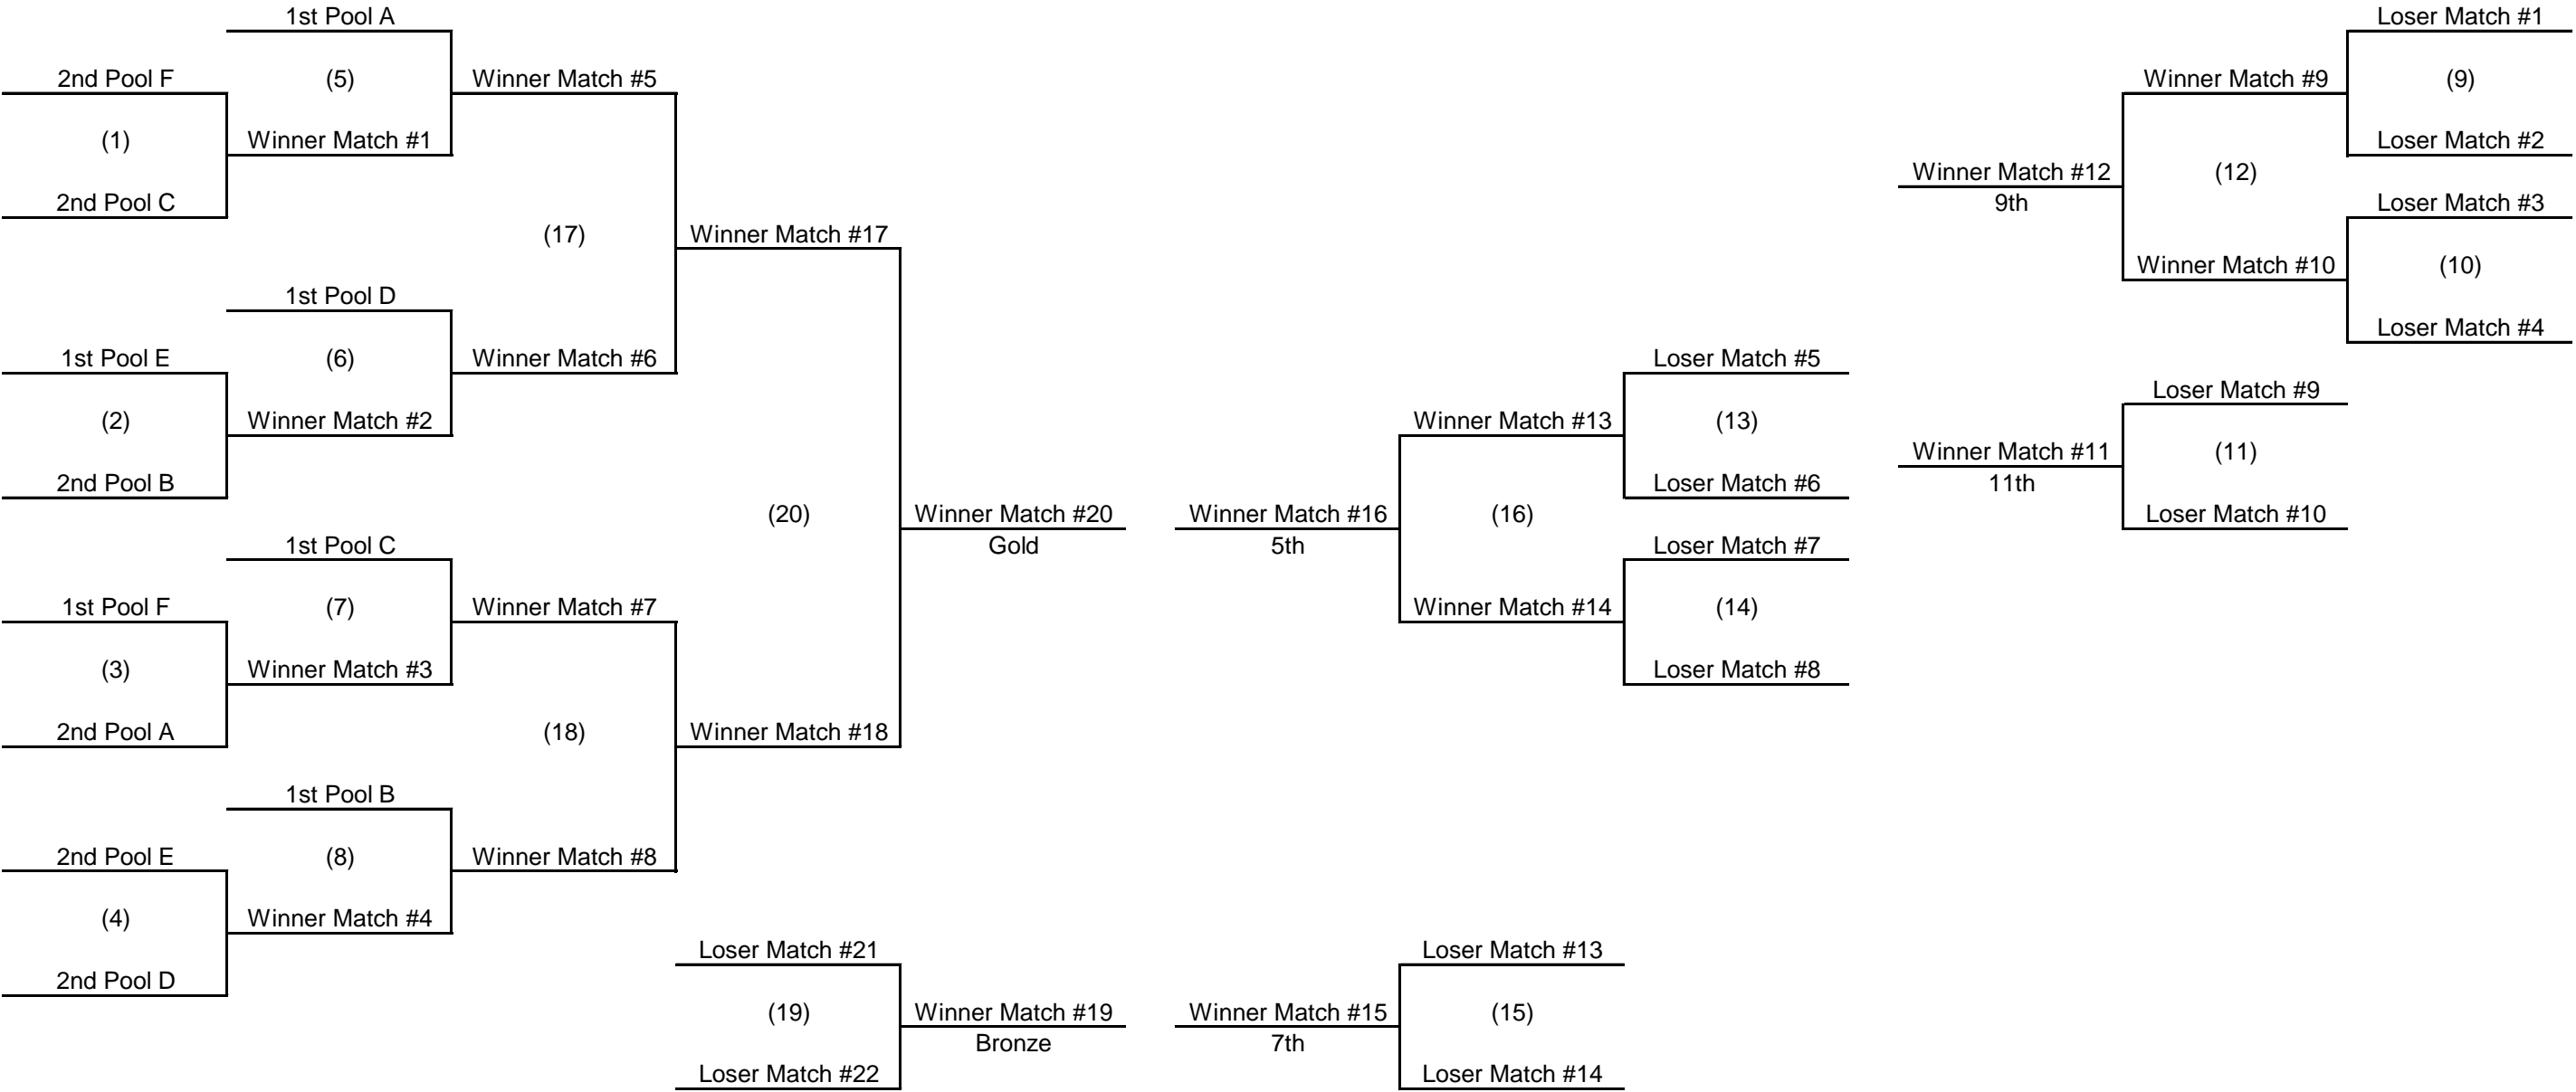 1st Pool A
2nd Pool F
(5)
Winner Match #5
(1)
Winner Match #1
2nd Pool C
(17)
Winner Match #17
1st Pool D
1st Pool E
(6)
Winner Match #6
(2)
Winner Match #2
2nd Pool B
(20)
Winner Match #20
Gold
1st Pool C
1st Pool F
(7)
Winner Match #7
(3)
Winner Match #3
2nd Pool A
(18)
Winner Match #18
1st Pool B
2nd Pool E
(8)
Winner Match #8
(4)
Winner Match #4
2nd Pool D
Loser Match #21
(19)
Winner Match #19
Bronze
Loser Match #22
Loser Match #5
Winner Match #13
(13)
Loser Match #6
Winner Match #16
5th
(16)
Loser Match #7
Winner Match #14
(14)
Loser Match #8
Loser Match #13
Winner Match #15
7th
(15)
Loser Match #14
Loser Match #1
Winner Match #9
(9)
Loser Match #2
Winner Match #12
9th
(12)
Loser Match #3
Winner Match #10
(10)
Loser Match #4
Loser Match #9
Winner Match #11
11th
(11)
Loser Match #10